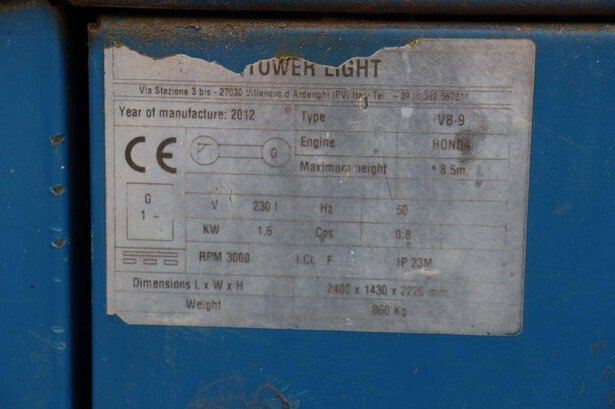 TOWER LIGHT
Via Stazione 3 bis - 27030 Villanova d'Ardenghi (PV) Italy Tel.
Year of manufacture: 2012 Type VB-9
CE Engine HONDA
G Maximum height 8.5m
G V 230 Hz 50
1 ~ KW 1.6 Cos 0.8
RPM 3000 I.CL F IP 23M
Dimensions L x W x H 2400 x 1430 x 2220 mm
Weight 860 Kg